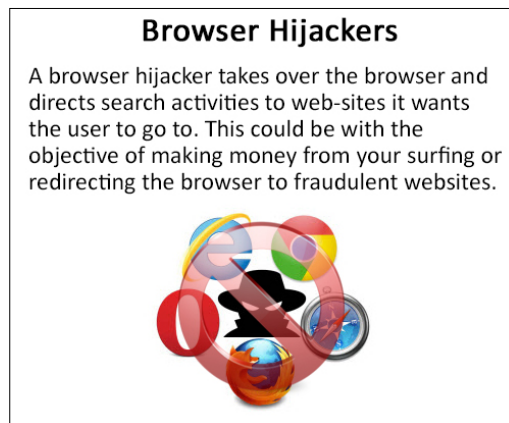 Browser Hijackers
A browser hijacker takes over the browser and
directs search activities to web-sites it wants
the user to go to. This could be with the
objective of making money from your surfing or
redirecting the browser to fraudulent websites.